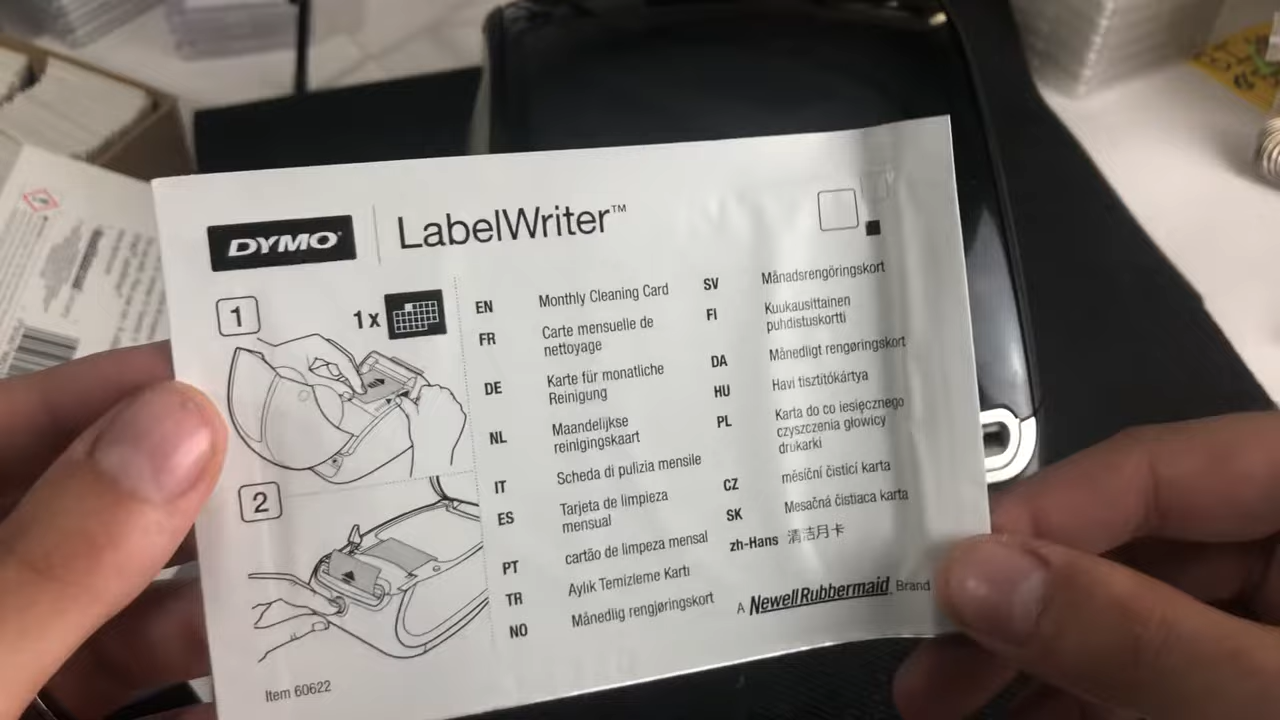 DYMO
LabelWriter™
1
1x
2
EN Monthly Cleaning Card
FR Carte mensuelle de
nettoyage
DE Karte für monatliche
Reinigung
NL Maandelijkse
reinigingskaart
IT Scheda di pulizia mensile
ES Tarjeta de limpieza
mensual
PT cartão de limpeza mensal
TR Aylık Temizleme Kartı
NO Månedlig rengjøringskort
SV Månadsrengöringskort
FI Kuukausittainen
puhdistuskortti
DA Månedligt rengøringskort
HU Havi tisztítókártya
PL Karta do co iesięcznego
czyszczenia głowicy
drukarki
CZ měsíční čisticí karta
SK Mesačná čistiaca karta
zh-Hans 清洁月卡
A NewellRubbermaid Brand
Item 60622